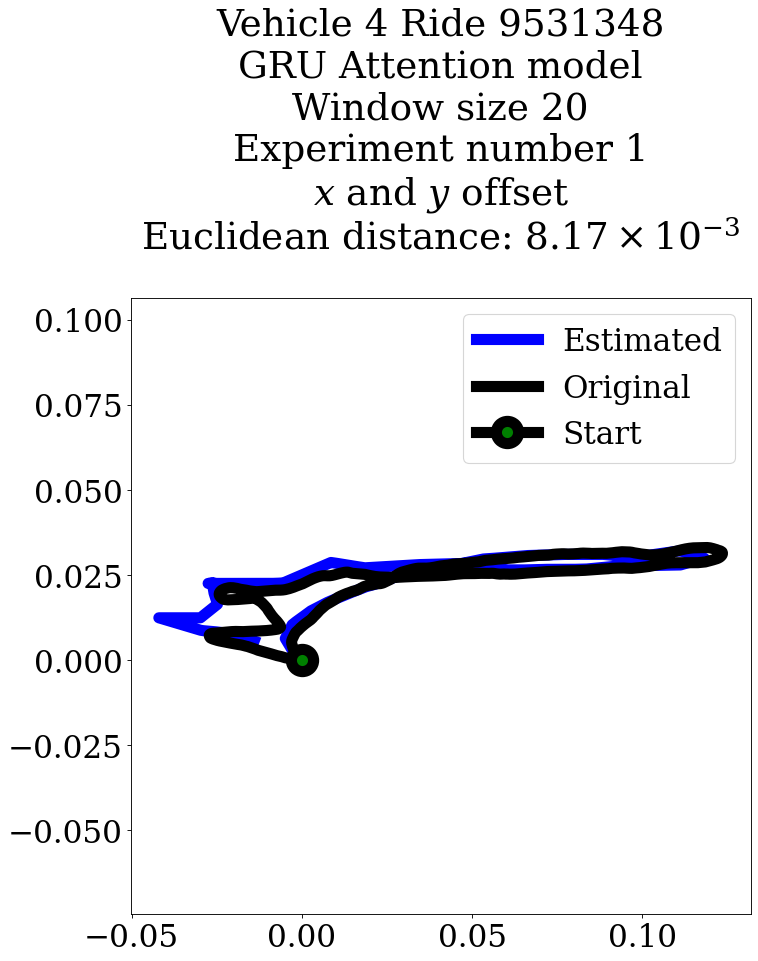 Vehicle 4 Ride 9531348
GRU Attention model
Window size 20
Experiment number 1
x and y offset
Euclidean distance: 8.17 × 10⁻³
Estimated
Original
Start
0.100
0.075
0.050
0.025
0.000
−0.025
−0.050
−0.05
0.00
0.05
0.10